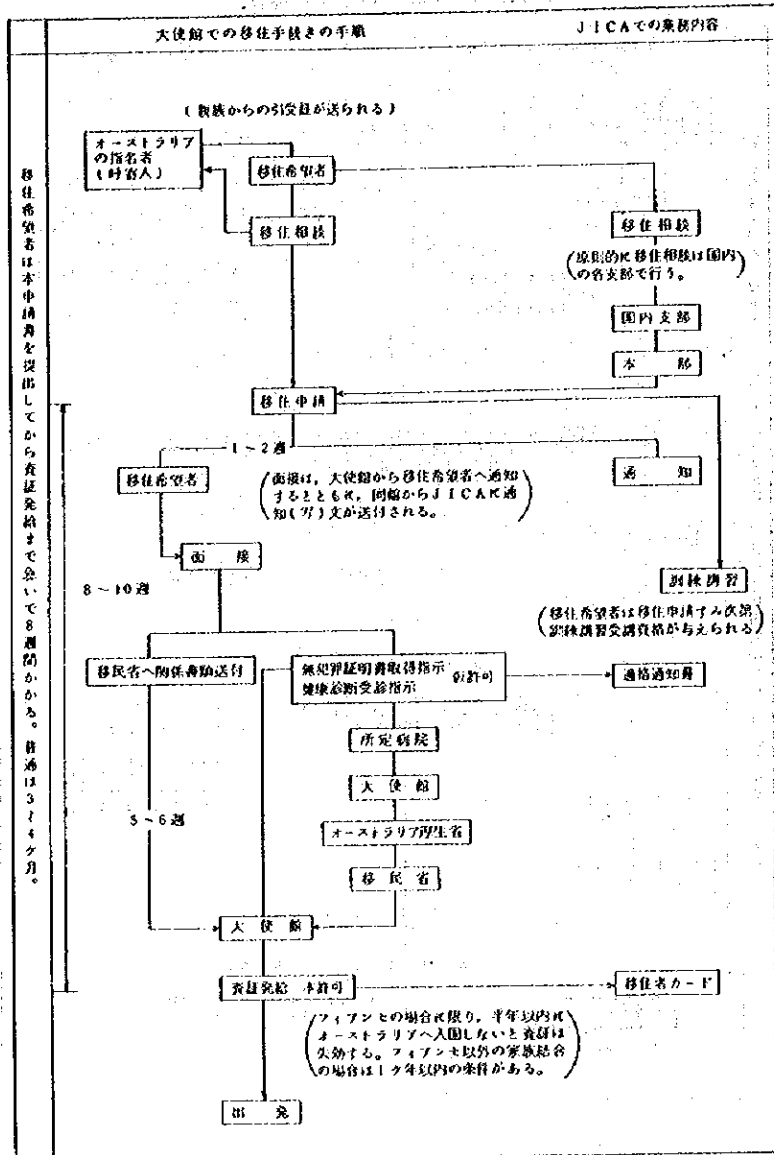 大使館での移住手続きの手順
JICAでの業務内容
移住希望者は本申請書を提出してから査証発給まで急いで8週間かかる。普通は3~4ケ月。
(親族からの引受証が送られる)
オーストラリア
の指名者
(呼寄人)
移住希望者
移住相談
移住相談
(原則的に移住相談は国内
の各支部で行う。)
国内支部
本部
移住申請
1~2週
移住希望者
(面接は,大使館から移住希望者へ通知
するとともに,同館からJICAに通
知(写)文が送付される。)
通知
面接
8~10週
訓練講習
(移住希望者は移住申請すみ次第
訓練講習受講資格が与えられる)
移民省へ関係書類送付
無犯罪証明書取得指示
健康診断受診指示
仮許可
適格通知書
所定病院
大使館
5~6週
オーストラリア厚生省
移民省
大使館
査証発給 本許可
移住者カード
(フィアンセの場合に限り,半年以内に
オーストラリアへ入国しないと査証は
失効する。フィアンセ以外の家族結合
の場合は1ケ年以内の条件がある。)
出発